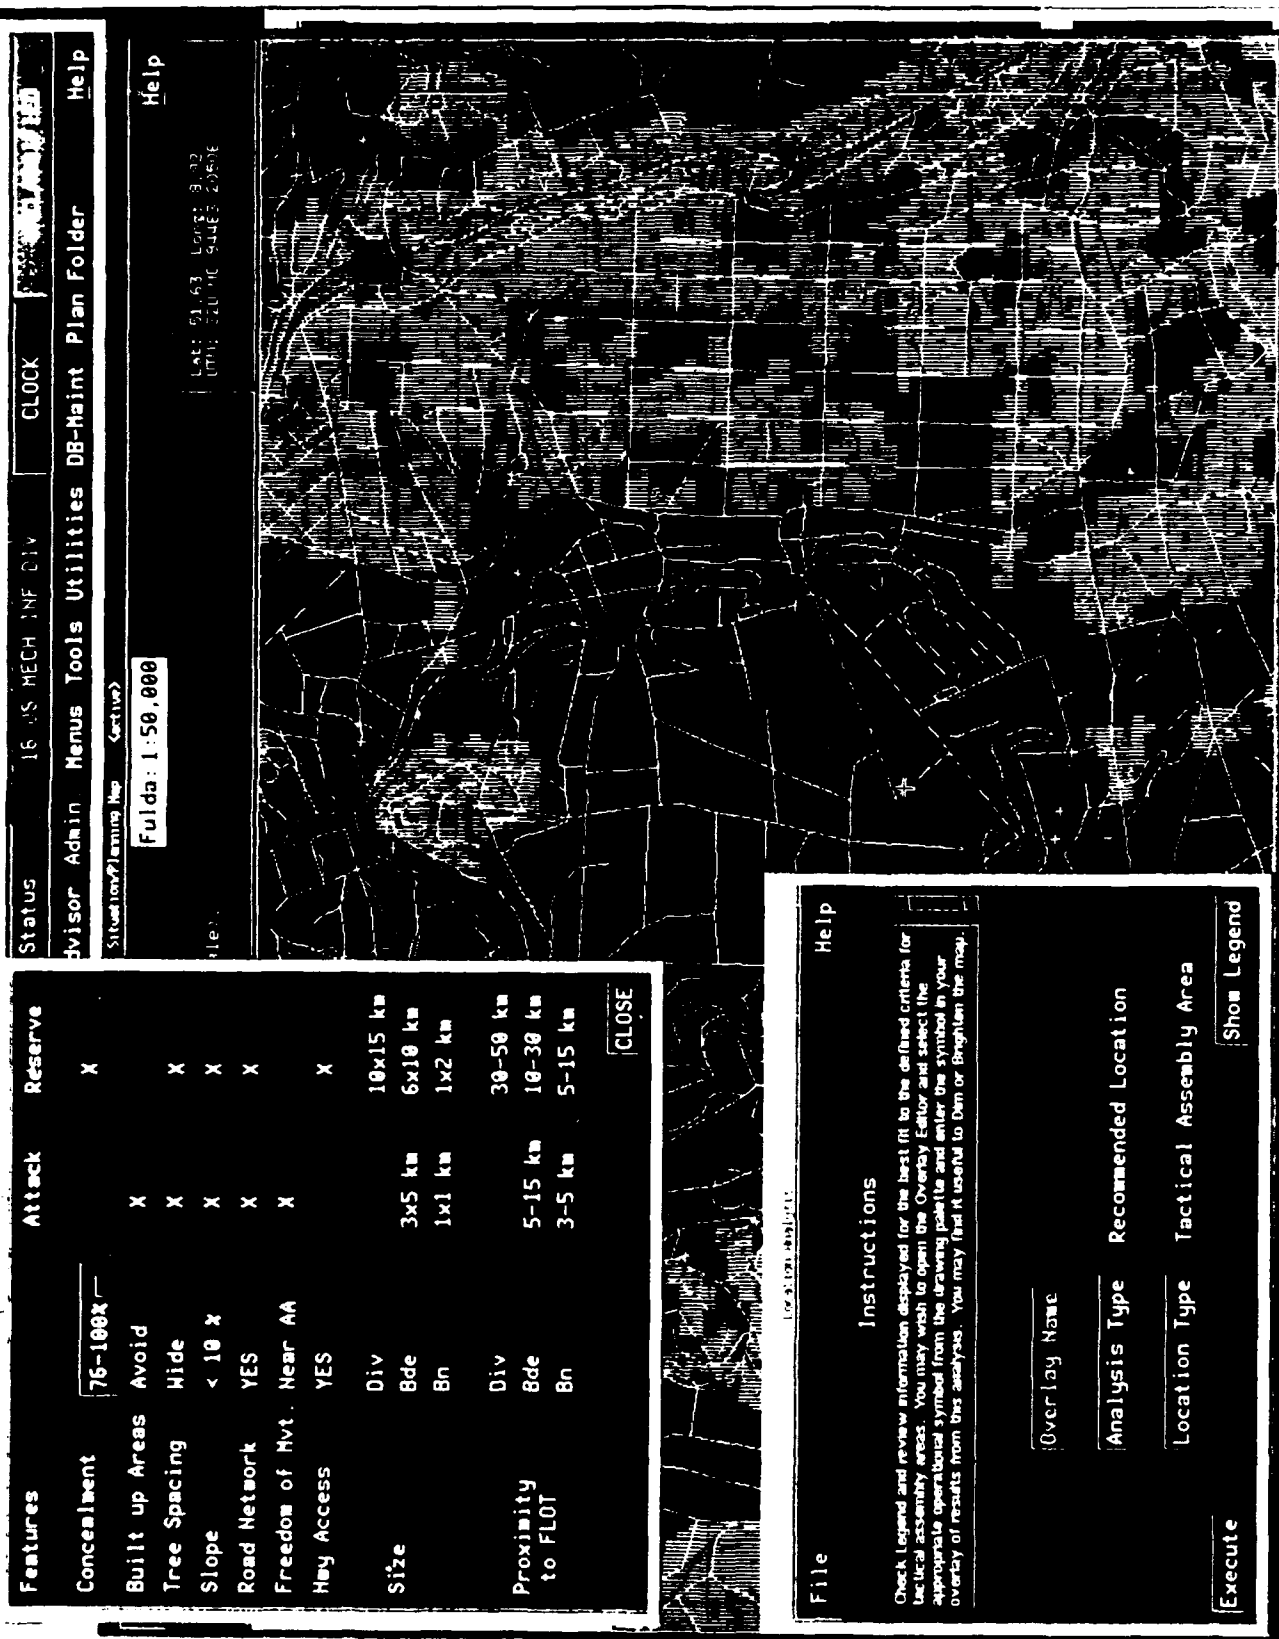 Status 16 US MECH INF DIV CLOCK
dvisor Admin Menus Tools Utilities DB-Maint Plan Folder Help
Situation/Planning Map <active>
Fulda: 1:50,000 Help
Features Attack Reserve
Concealment 76-100% X
Built up Areas Avoid X
Tree Spacing Wide X X
Slope < 10 % X X
Road Network YES X X
Freedom of Mvt. Near AA X
Hwy Access YES X
Size Div 10x15 km
Bde 3x5 km 6x10 km
Bn 1x1 km 1x2 km
Proximity to FLOT Div 30-50 km
Bde 5-15 km 10-30 km
Bn 3-5 km 5-15 km
CLOSE
File Help
Instructions
Check Legend and review information displayed for the best fit to the defined criteria for
tactical assembly areas. You may wish to open the Overlay Editor and select the
appropriate operational symbol from the drawing palette and enter the symbol in your
overlay of results from this analysis. You may find it useful to Dim or Brighten the map.
Overlay Name
Analysis Type Recommended Location
Location Type Tactical Assembly Area
Execute Show Legend